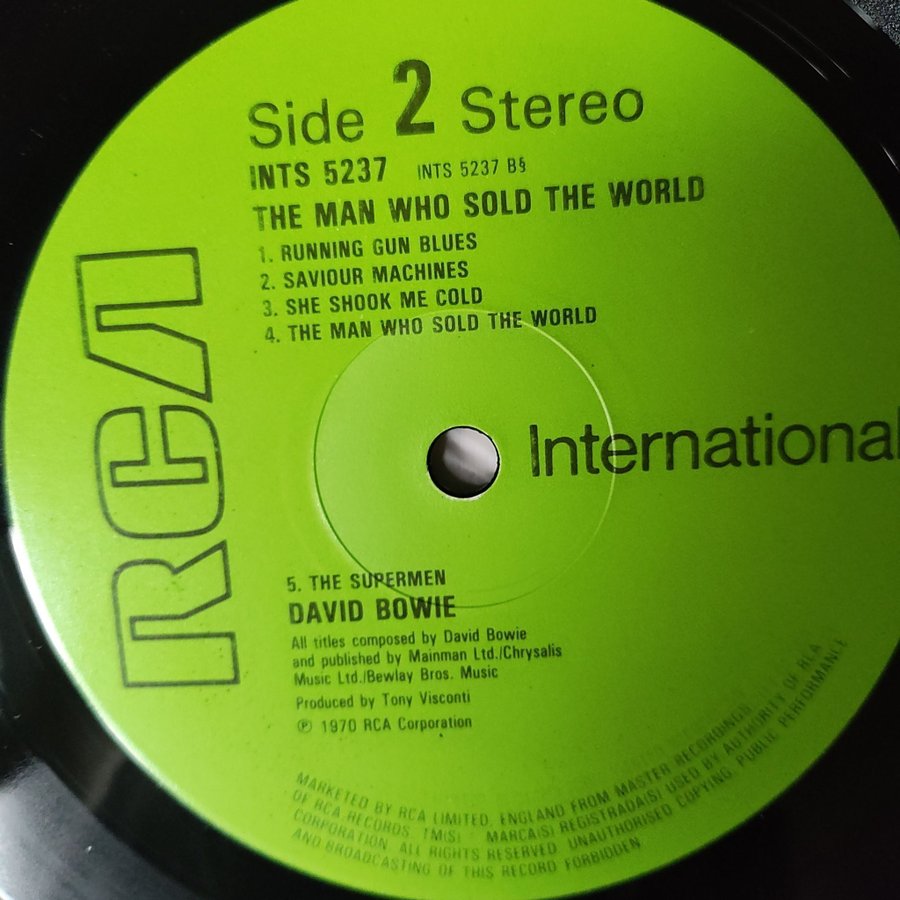 Side 2 Stereo
INTS 5237 INTS 5237 B§
THE MAN WHO SOLD THE WORLD
1. RUNNING GUN BLUES
2. SAVIOUR MACHINES
3. SHE SHOOK ME COLD
4. THE MAN WHO SOLD THE WORLD
RCA
International
5. THE SUPERMEN
DAVID BOWIE
All titles composed by David Bowie
and published by Mainman Ltd./Chrysalis
Music Ltd./Bewlay Bros. Music
Produced by Tony Visconti
℗ 1970 RCA Corporation
MARKETED BY RCA LIMITED, ENGLAND FROM MASTER RECORDINGS
OF RCA RECORDS. TM(S) · MARCA(S) REGISTRADA(S) USED BY AUTHORITY OF RCA
CORPORATION. ALL RIGHTS RESERVED. UNAUTHORISED COPYING, PUBLIC PERFORMANCE
AND BROADCASTING OF THIS RECORD FORBIDDEN.